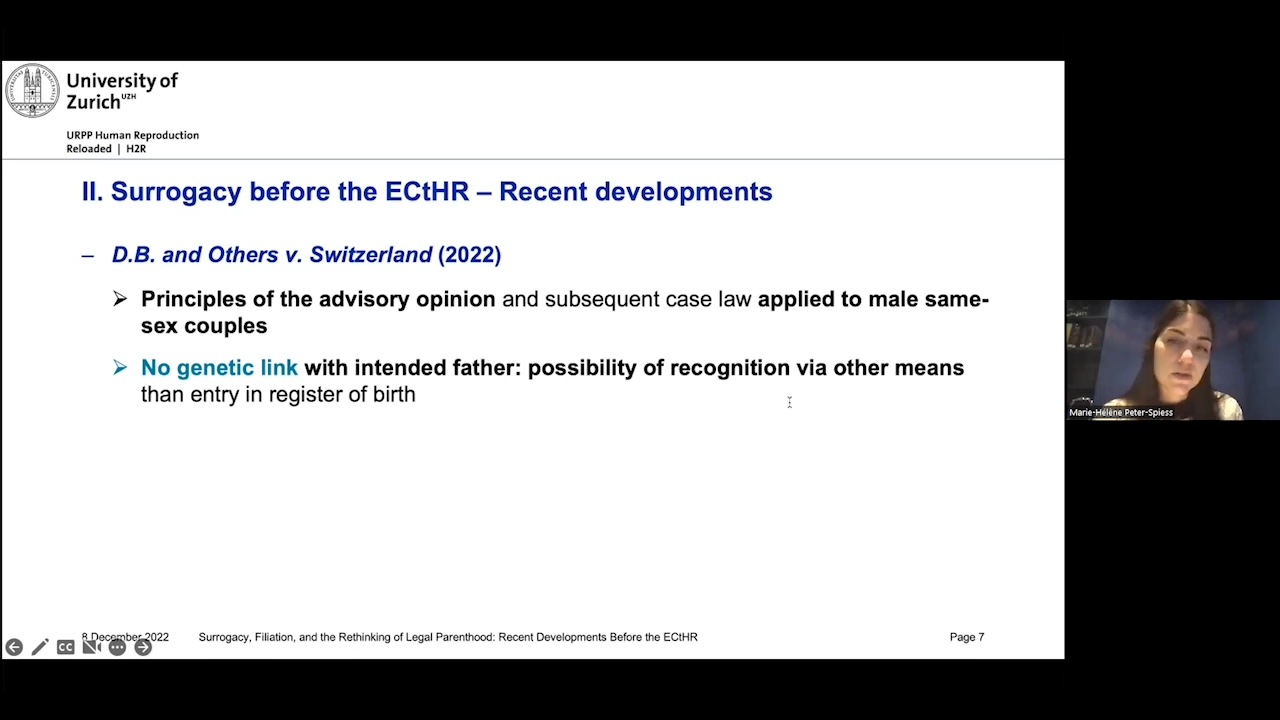 University of
Zurich UZH
URPP Human Reproduction
Reloaded | H2R
II. Surrogacy before the ECtHR – Recent developments
– D.B. and Others v. Switzerland (2022)
➢ Principles of the advisory opinion and subsequent case law applied to male same-
sex couples
➢ No genetic link with intended father: possibility of recognition via other means
than entry in register of birth
Marie-Hélène Peter-Spiess
8 December 2022 Surrogacy, Filiation, and the Rethinking of Legal Parenthood: Recent Developments Before the ECtHR Page 7
CC